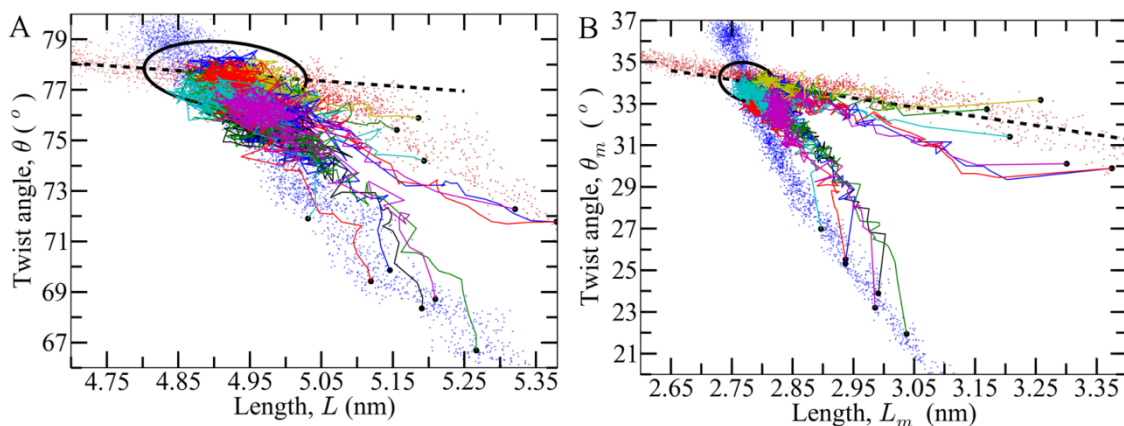 A
79
77
75
73
71
69
67
Twist angle, θ (°)
4.75 4.85 4.95 5.05 5.15 5.25 5.35
Length, L (nm)
B
37
35
33
31
29
27
25
23
21
Twist angle, θm (°)
2.65 2.75 2.85 2.95 3.05 3.15 3.25 3.35
Length, Lm (nm)